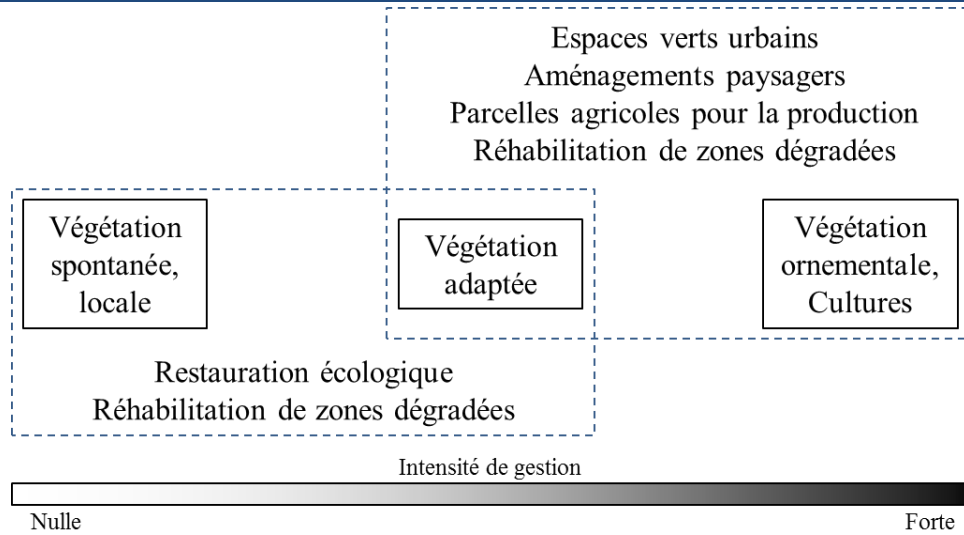 Espaces verts urbains
Aménagements paysagers
Parcelles agricoles pour la production
Réhabilitation de zones dégradées
Végétation
spontanée,
locale
Végétation
adaptée
Végétation
ornementale,
Cultures
Restauration écologique
Réhabilitation de zones dégradées
Intensité de gestion
Nulle
Forte